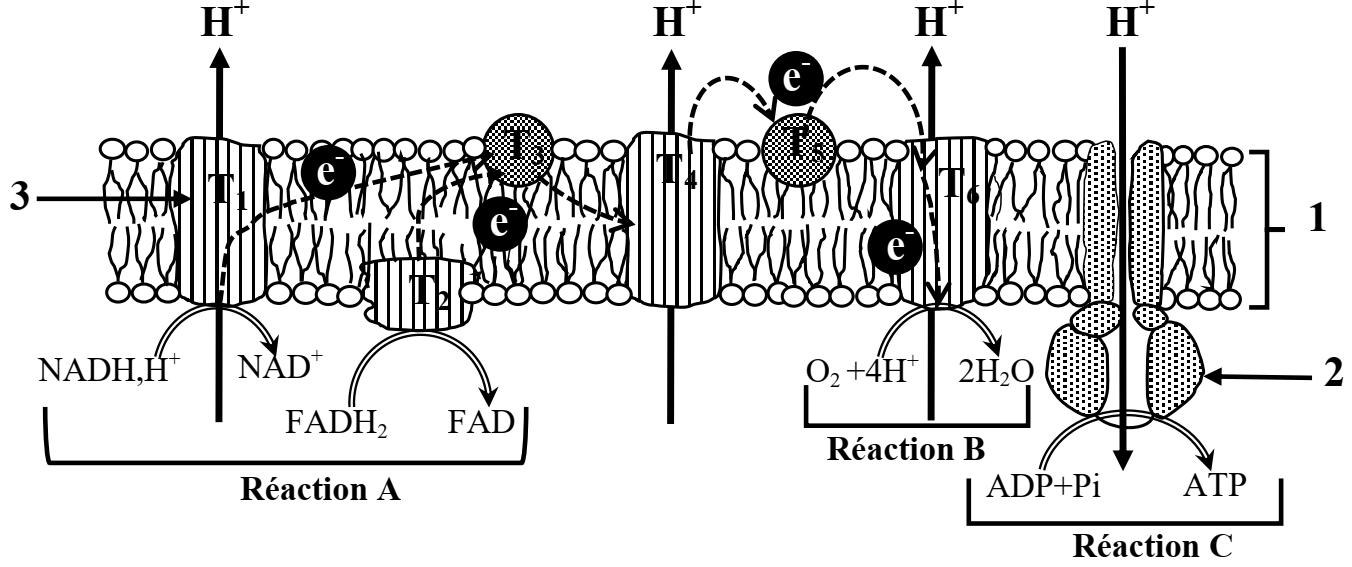 H⁺ H⁺ H⁺ H⁺
e⁻
e⁻ T₃ T₅
3 T₁ T₄ T₆
e⁻ 1
e⁻
T₂
NADH,H⁺ NAD⁺ O₂ +4H⁺ 2H₂O 2
FADH₂ FAD
Réaction B
Réaction A ADP+Pi ATP
Réaction C